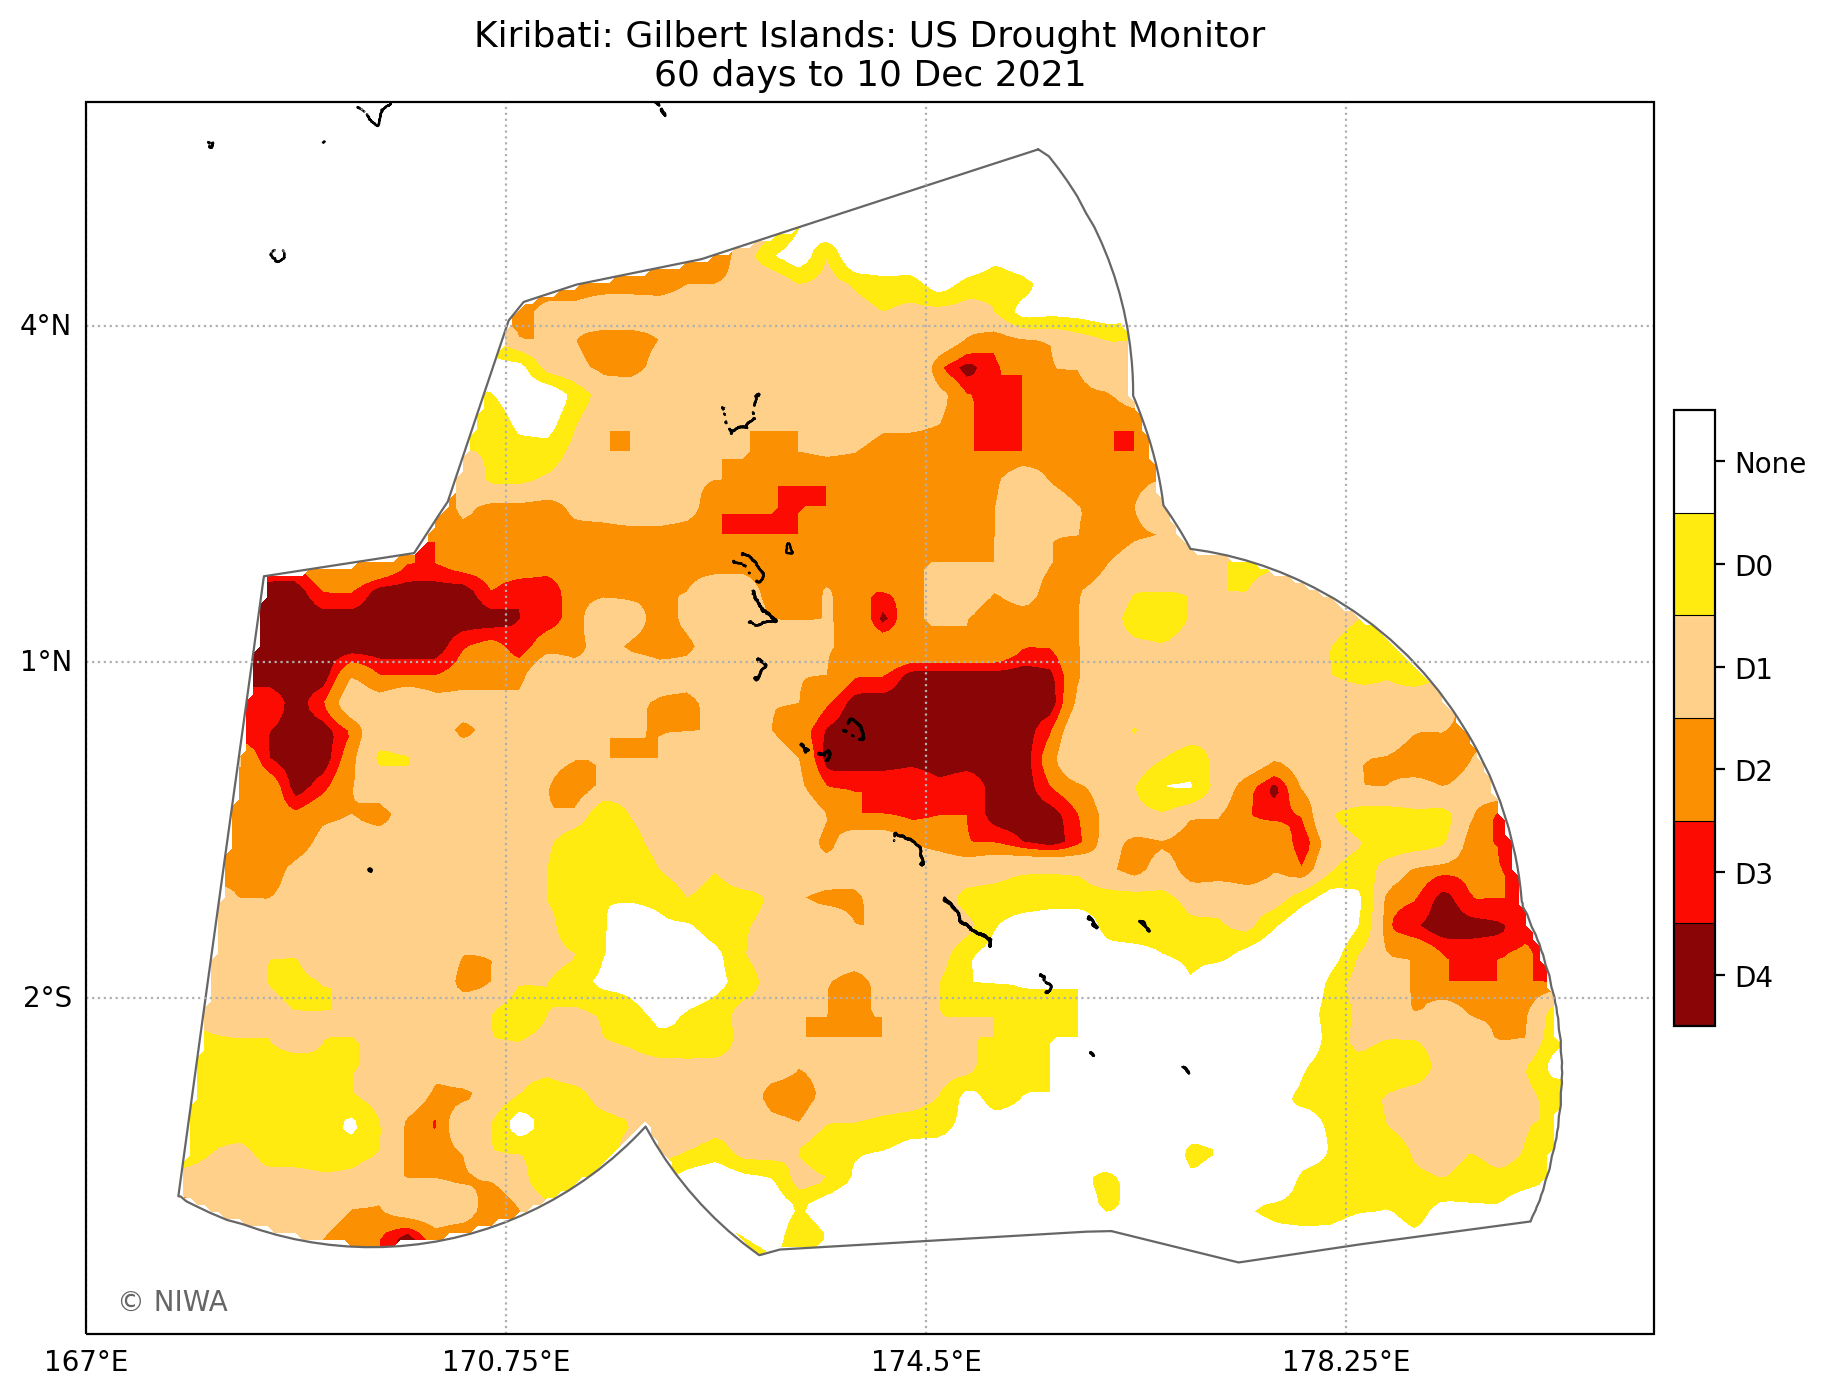 Kiribati: Gilbert Islands: US Drought Monitor
60 days to 10 Dec 2021
4°N
1°N
2°S
167°E
170.75°E
174.5°E
178.25°E
None
D0
D1
D2
D3
D4
© NIWA